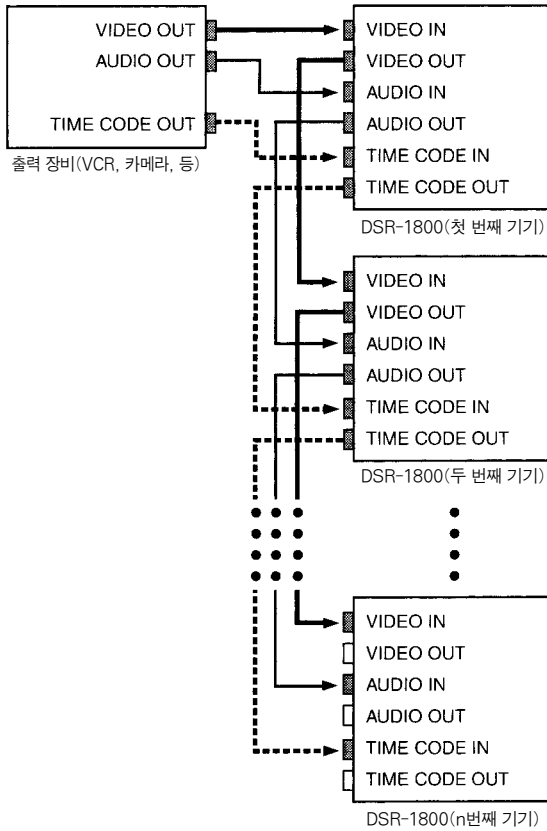 VIDEO OUT
AUDIO OUT
TIME CODE OUT
출력 장비(VCR, 카메라, 등)
VIDEO IN
VIDEO OUT
AUDIO IN
AUDIO OUT
TIME CODE IN
TIME CODE OUT
DSR-1800(첫 번째 기기)
VIDEO IN
VIDEO OUT
AUDIO IN
AUDIO OUT
TIME CODE IN
TIME CODE OUT
DSR-1800(두 번째 기기)
VIDEO IN
VIDEO OUT
AUDIO IN
AUDIO OUT
TIME CODE IN
TIME CODE OUT
DSR-1800(n번째 기기)